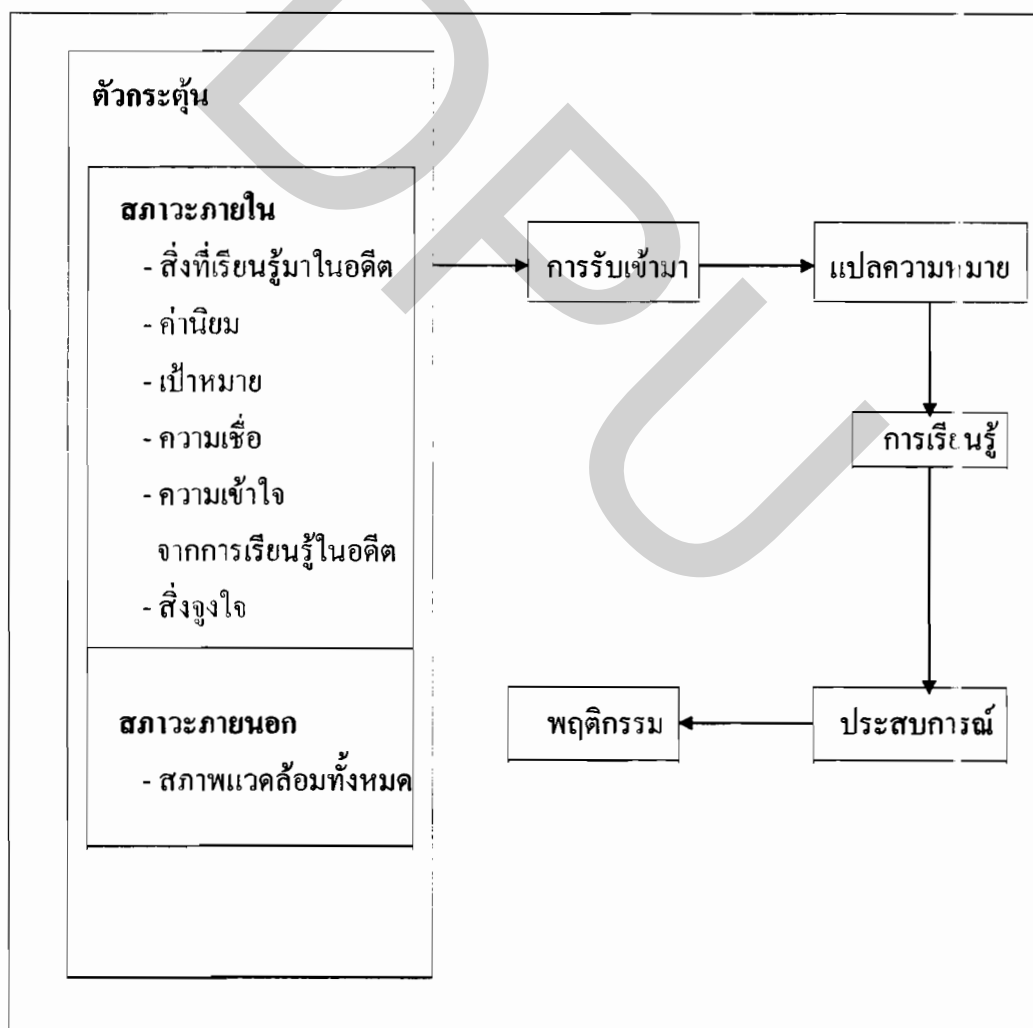 ตัวกระตุ้น
สภาวะภายใน
- สิ่งที่เรียนรู้มาในอดีต
- ค่านิยม
- เป้าหมาย
- ความเชื่อ
- ความเข้าใจ
จากการเรียนรู้ในอดีต
- สิ่งจูงใจ
สภาวะภายนอก
- สภาพแวดล้อมทั้งหมด
การรับเข้ามา
แปลความหมาย
การเรียนรู้
ประสบการณ์
พฤติกรรม
DPU